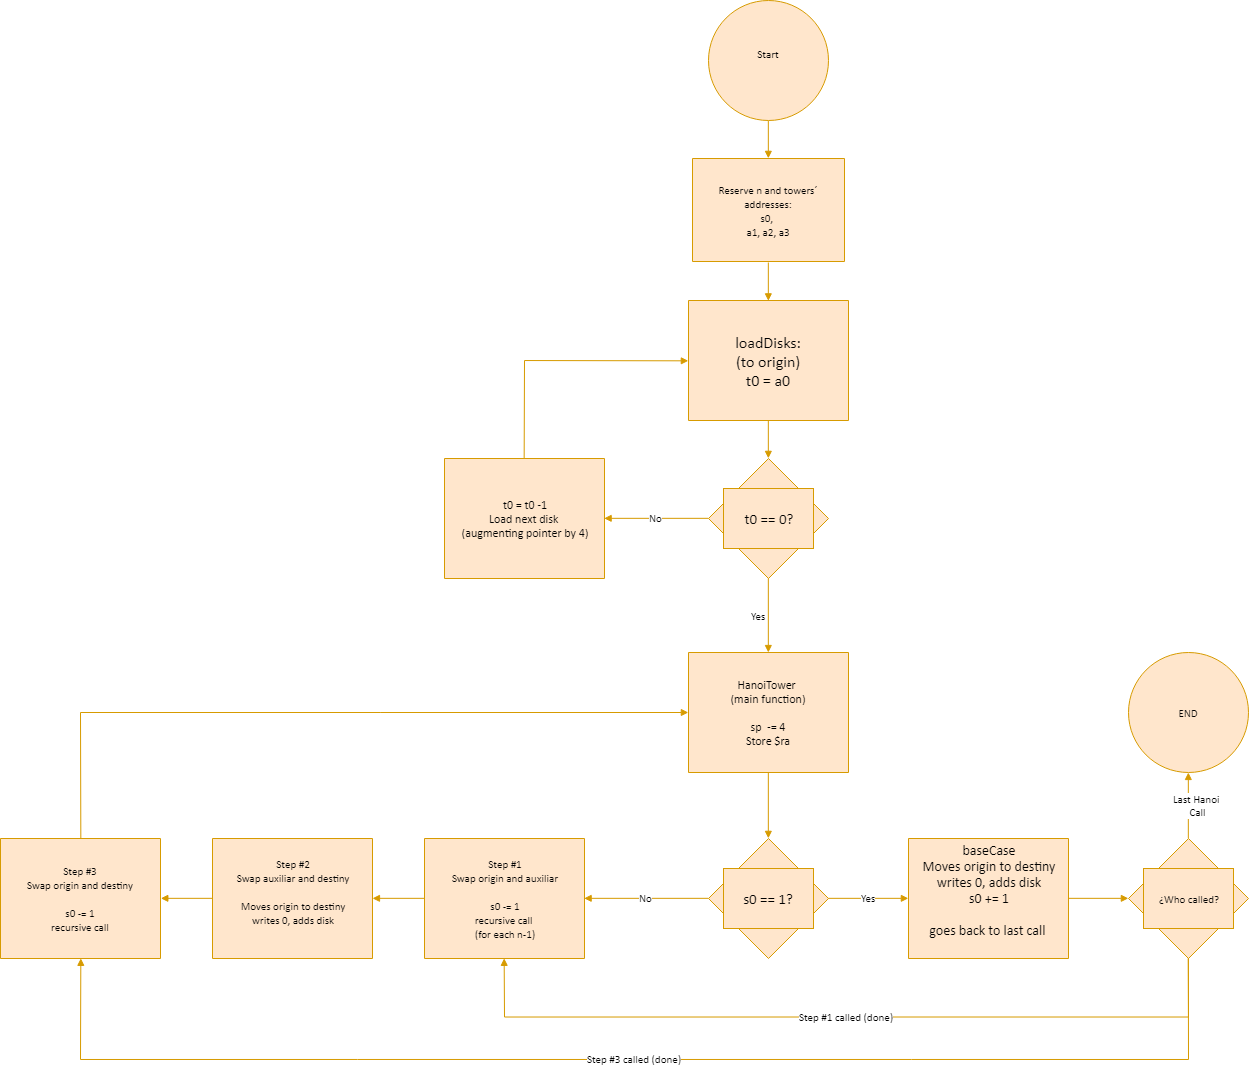 Start
Reserve n and towers´
addresses:
s0,
a1, a2, a3
loadDisks:
(to origin)
t0 = a0
t0 = t0 -1
Load next disk
(augmenting pointer by 4)
No
t0 == 0?
Yes
HanoiTower
(main function)
sp -= 4
Store $ra
END
Last Hanoi
Call
Step #3
Swap origin and destiny
s0 -= 1
recursive call
Step #2
Swap auxiliar and destiny
Moves origin to destiny
writes 0, adds disk
Step #1
Swap origin and auxiliar
s0 -= 1
recursive call
(for each n-1)
No
s0 == 1?
Yes
baseCase
Moves origin to destiny
writes 0, adds disk
s0 += 1
goes back to last call
¿Who called?
Step #1 called (done)
Step #3 called (done)